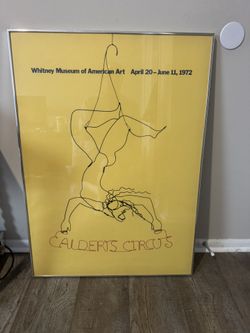 Whitney Museum of American Art April 20–June 11, 1972
CALDER'S CIRCUS